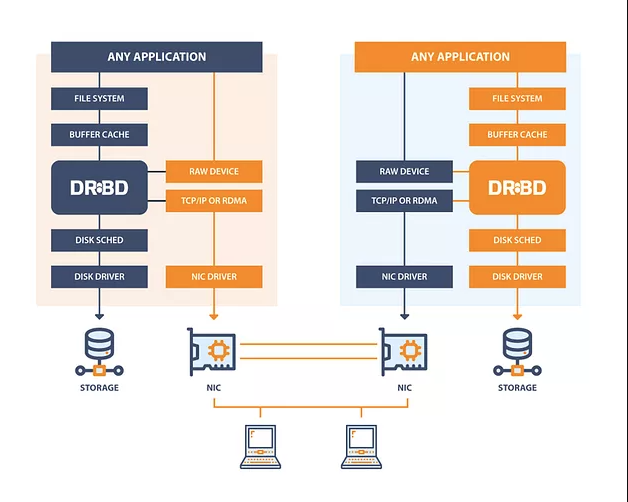 ANY APPLICATION
FILE SYSTEM
BUFFER CACHE
DRBD
RAW DEVICE
TCP/IP OR RDMA
DISK SCHED
DISK DRIVER
NIC DRIVER
STORAGE
NIC
ANY APPLICATION
FILE SYSTEM
BUFFER CACHE
RAW DEVICE
TCP/IP OR RDMA
DRBD
DISK SCHED
NIC DRIVER
DISK DRIVER
NIC
STORAGE